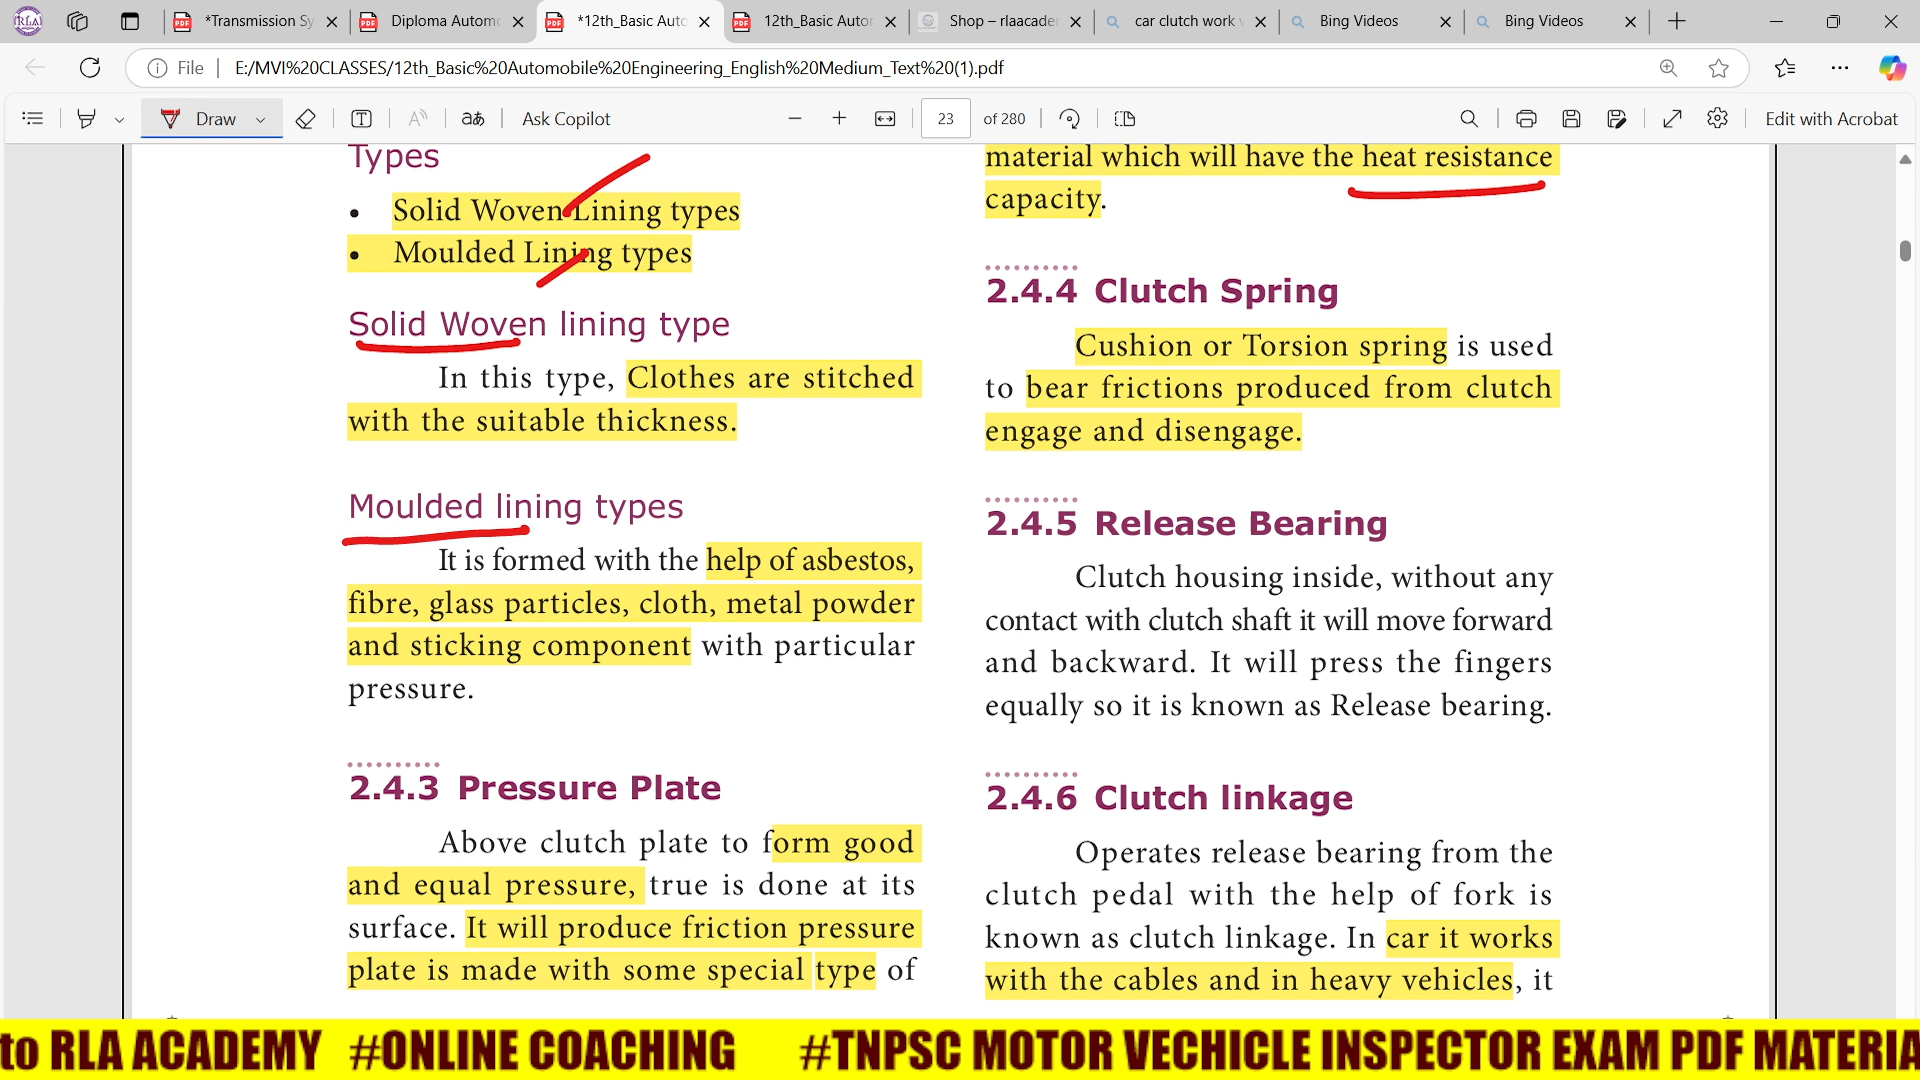 *Transmission Sy
Diploma Automo
*12th_Basic Auto
12th_Basic Autor
Shop – rlaacader
car clutch work v
Bing Videos
Bing Videos
RLA
File
E:/MVI%20CLASSES/12th_Basic%20Automobile%20Engineering_English%20Medium_Text%20(1).pdf
Draw
Ask Copilot
23 of 280
Edit with Acrobat
Types
• Solid Woven Lining types
• Moulded Lining types
Solid Woven lining type
In this type, Clothes are stitched
with the suitable thickness.
Moulded lining types
It is formed with the help of asbestos,
fibre, glass particles, cloth, metal powder
and sticking component with particular
pressure.
2.4.3 Pressure Plate
Above clutch plate to form good
and equal pressure, true is done at its
surface. It will produce friction pressure
plate is made with some special type of
material which will have the heat resistance
capacity.
2.4.4 Clutch Spring
Cushion or Torsion spring is used
to bear frictions produced from clutch
engage and disengage.
2.4.5 Release Bearing
Clutch housing inside, without any
contact with clutch shaft it will move forward
and backward. It will press the fingers
equally so it is known as Release bearing.
2.4.6 Clutch linkage
Operates release bearing from the
clutch pedal with the help of fork is
known as clutch linkage. In car it works
with the cables and in heavy vehicles, it
to RLA ACADEMY #ONLINE COACHING #TNPSC MOTOR VECHICLE INSPECTOR EXAM PDF MATERIA